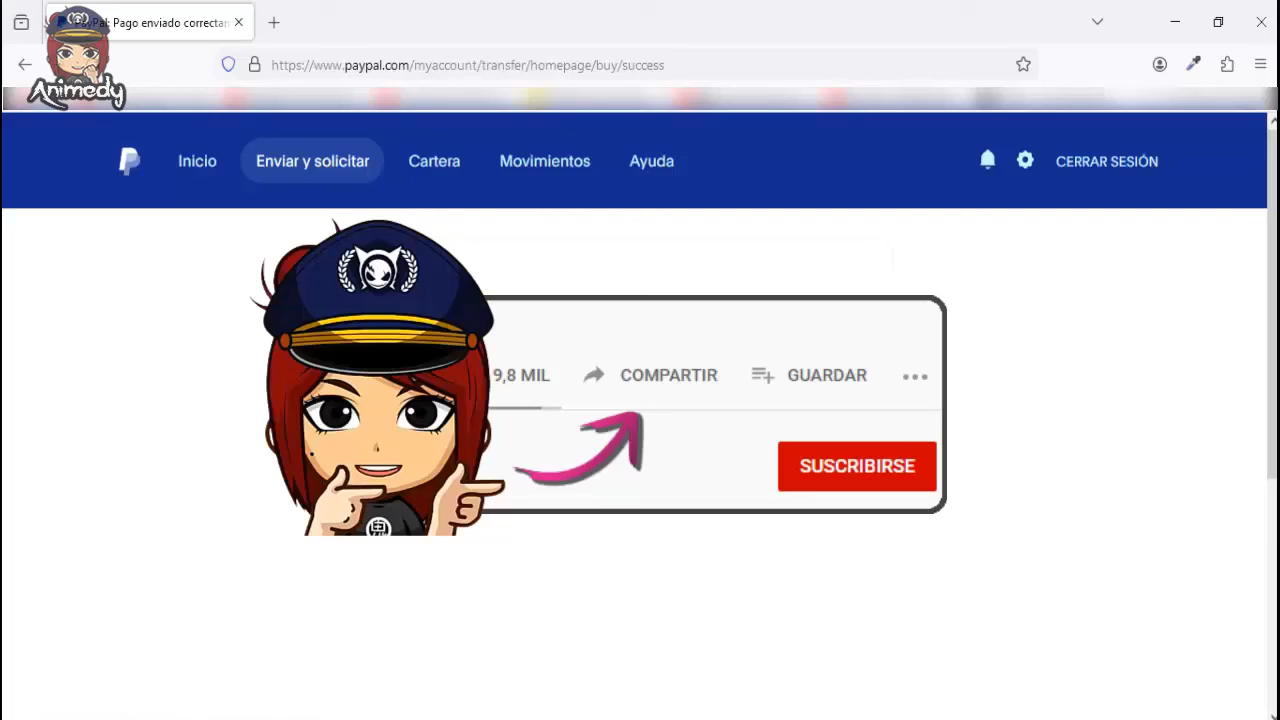 PayPal: Pago enviado correctam
Animedy
https://www.paypal.com/myaccount/transfer/homepage/buy/success
Inicio
Enviar y solicitar
Cartera
Movimientos
Ayuda
CERRAR SESIÓN
9,8 MIL
COMPARTIR
GUARDAR
SUSCRIBIRSE